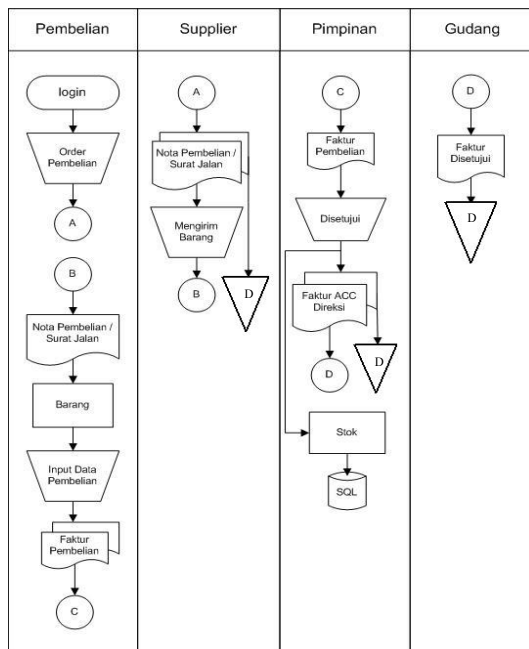 Pembelian
Supplier
Pimpinan
Gudang
login
Order
Pembelian
A
B
Nota Pembelian /
Surat Jalan
Barang
Input Data
Pembelian
Faktur
Pembelian
C
A
Nota Pembelian /
Surat Jalan
Mengirim
Barang
B
D
C
Faktur
Pembelian
Disetujui
Faktur ACC
Direksi
D
D
Stok
SQL
D
Faktur
Disetujui
D